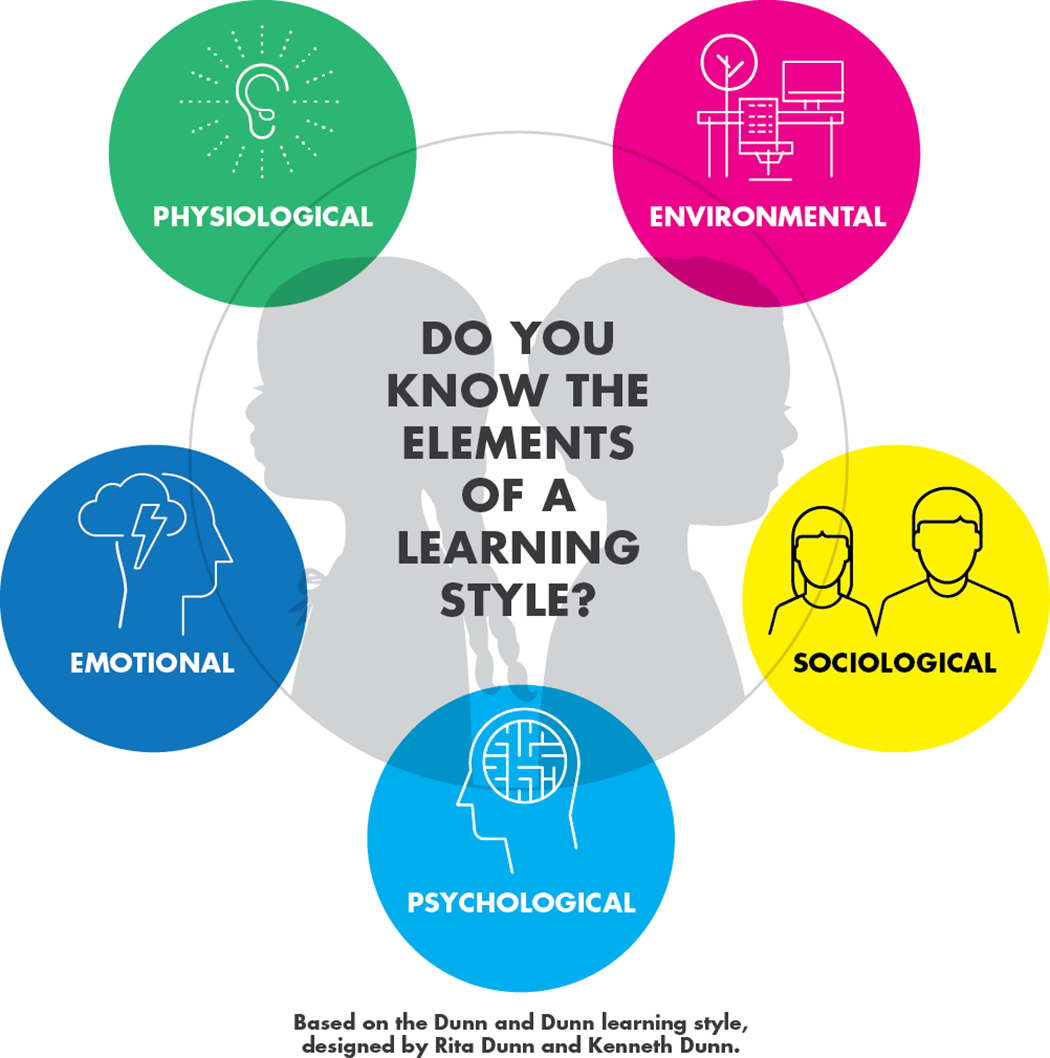 PHYSIOLOGICAL
ENVIRONMENTAL
DO YOU
KNOW THE
ELEMENTS
OF A
LEARNING
STYLE?
EMOTIONAL
SOCIOLOGICAL
PSYCHOLOGICAL
Based on the Dunn and Dunn learning style,
designed by Rita Dunn and Kenneth Dunn.